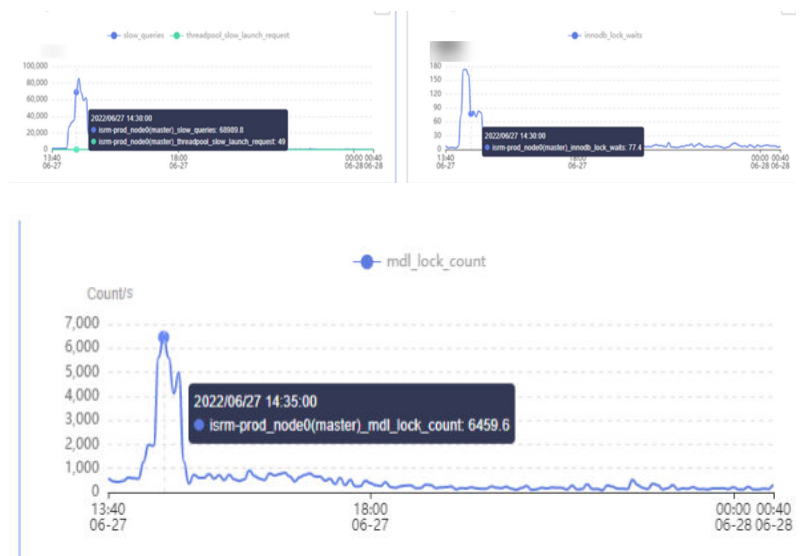 slow_queries threadpool_slow_launch_request
100,000
80,000
60,000
40,000
20,000
0
2022/06/27 14:30:00
isrm-prod_node0(master)_slow_queries: 68989.8
isrm-prod_node0(master)_threadpool_slow_launch_request: 49
13:40 18:00 00:00 00:40
06-27 06-27 06-28 06-28
innodb_lock_waits
180
150
120
90
60
30
0
2022/06/27 14:30:00
isrm-prod_node0(master)_innodb_lock_waits: 77.4
13:40 18:00 00:00 00:40
06-27 06-27 06-28 06-28
mdl_lock_count
Count/s
7,000
6,000
5,000
4,000
3,000
2,000
1,000
0
2022/06/27 14:35:00
isrm-prod_node0(master)_mdl_lock_count: 6459.6
13:40 18:00 00:00 00:40
06-27 06-27 06-28 06-28